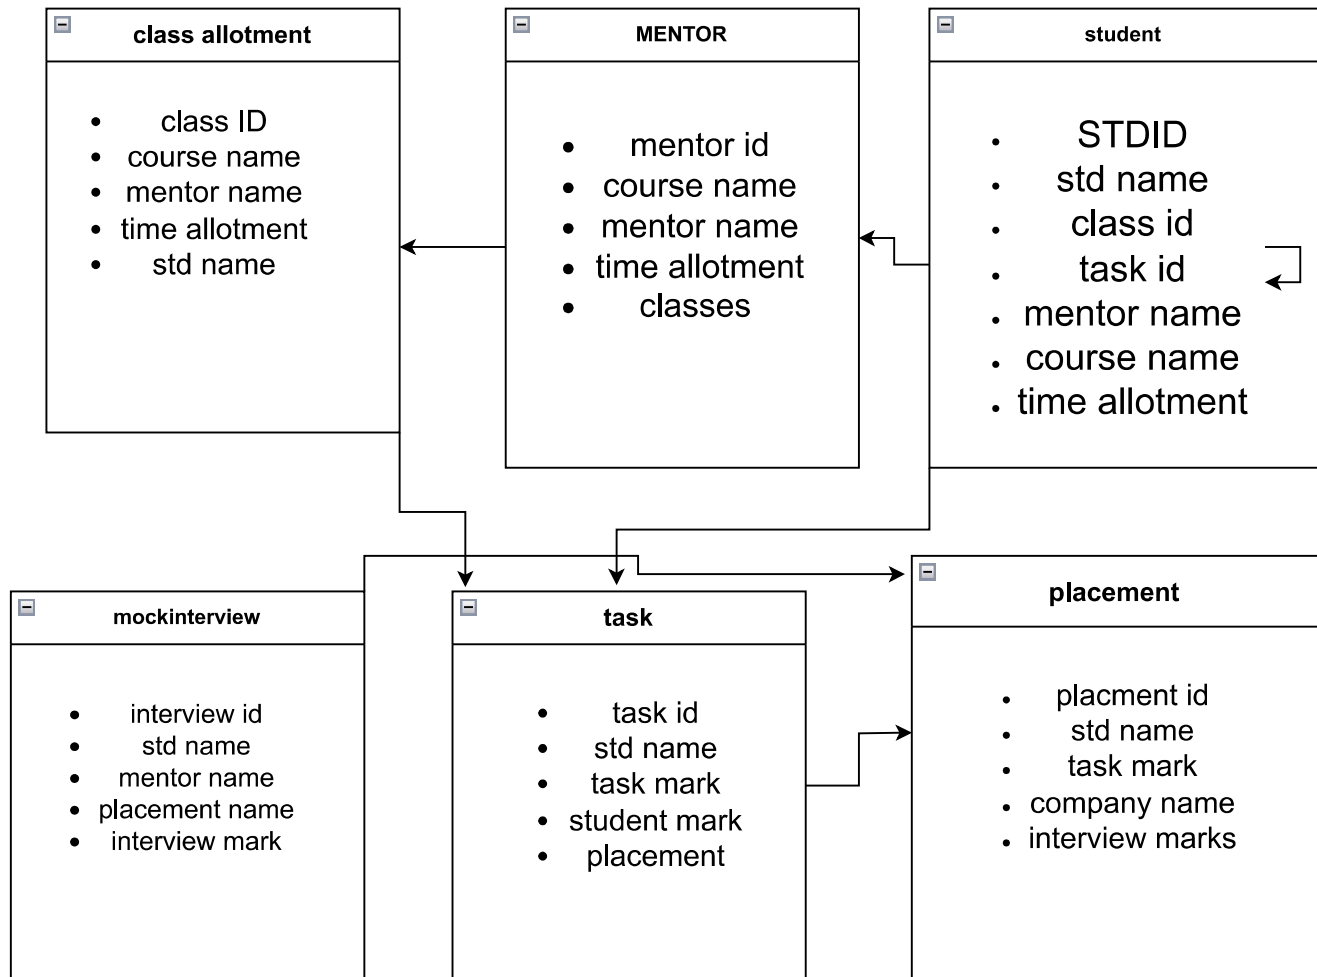 class allotment
class ID
course name
mentor name
time allotment
std name
MENTOR
mentor id
course name
mentor name
time allotment
classes
student
STDID
std name
class id
task id
mentor name
course name
time allotment
mockinterview
interview id
std name
mentor name
placement name
interview mark
task
task id
std name
task mark
student mark
placement
placement
placment id
std name
task mark
company name
interview marks